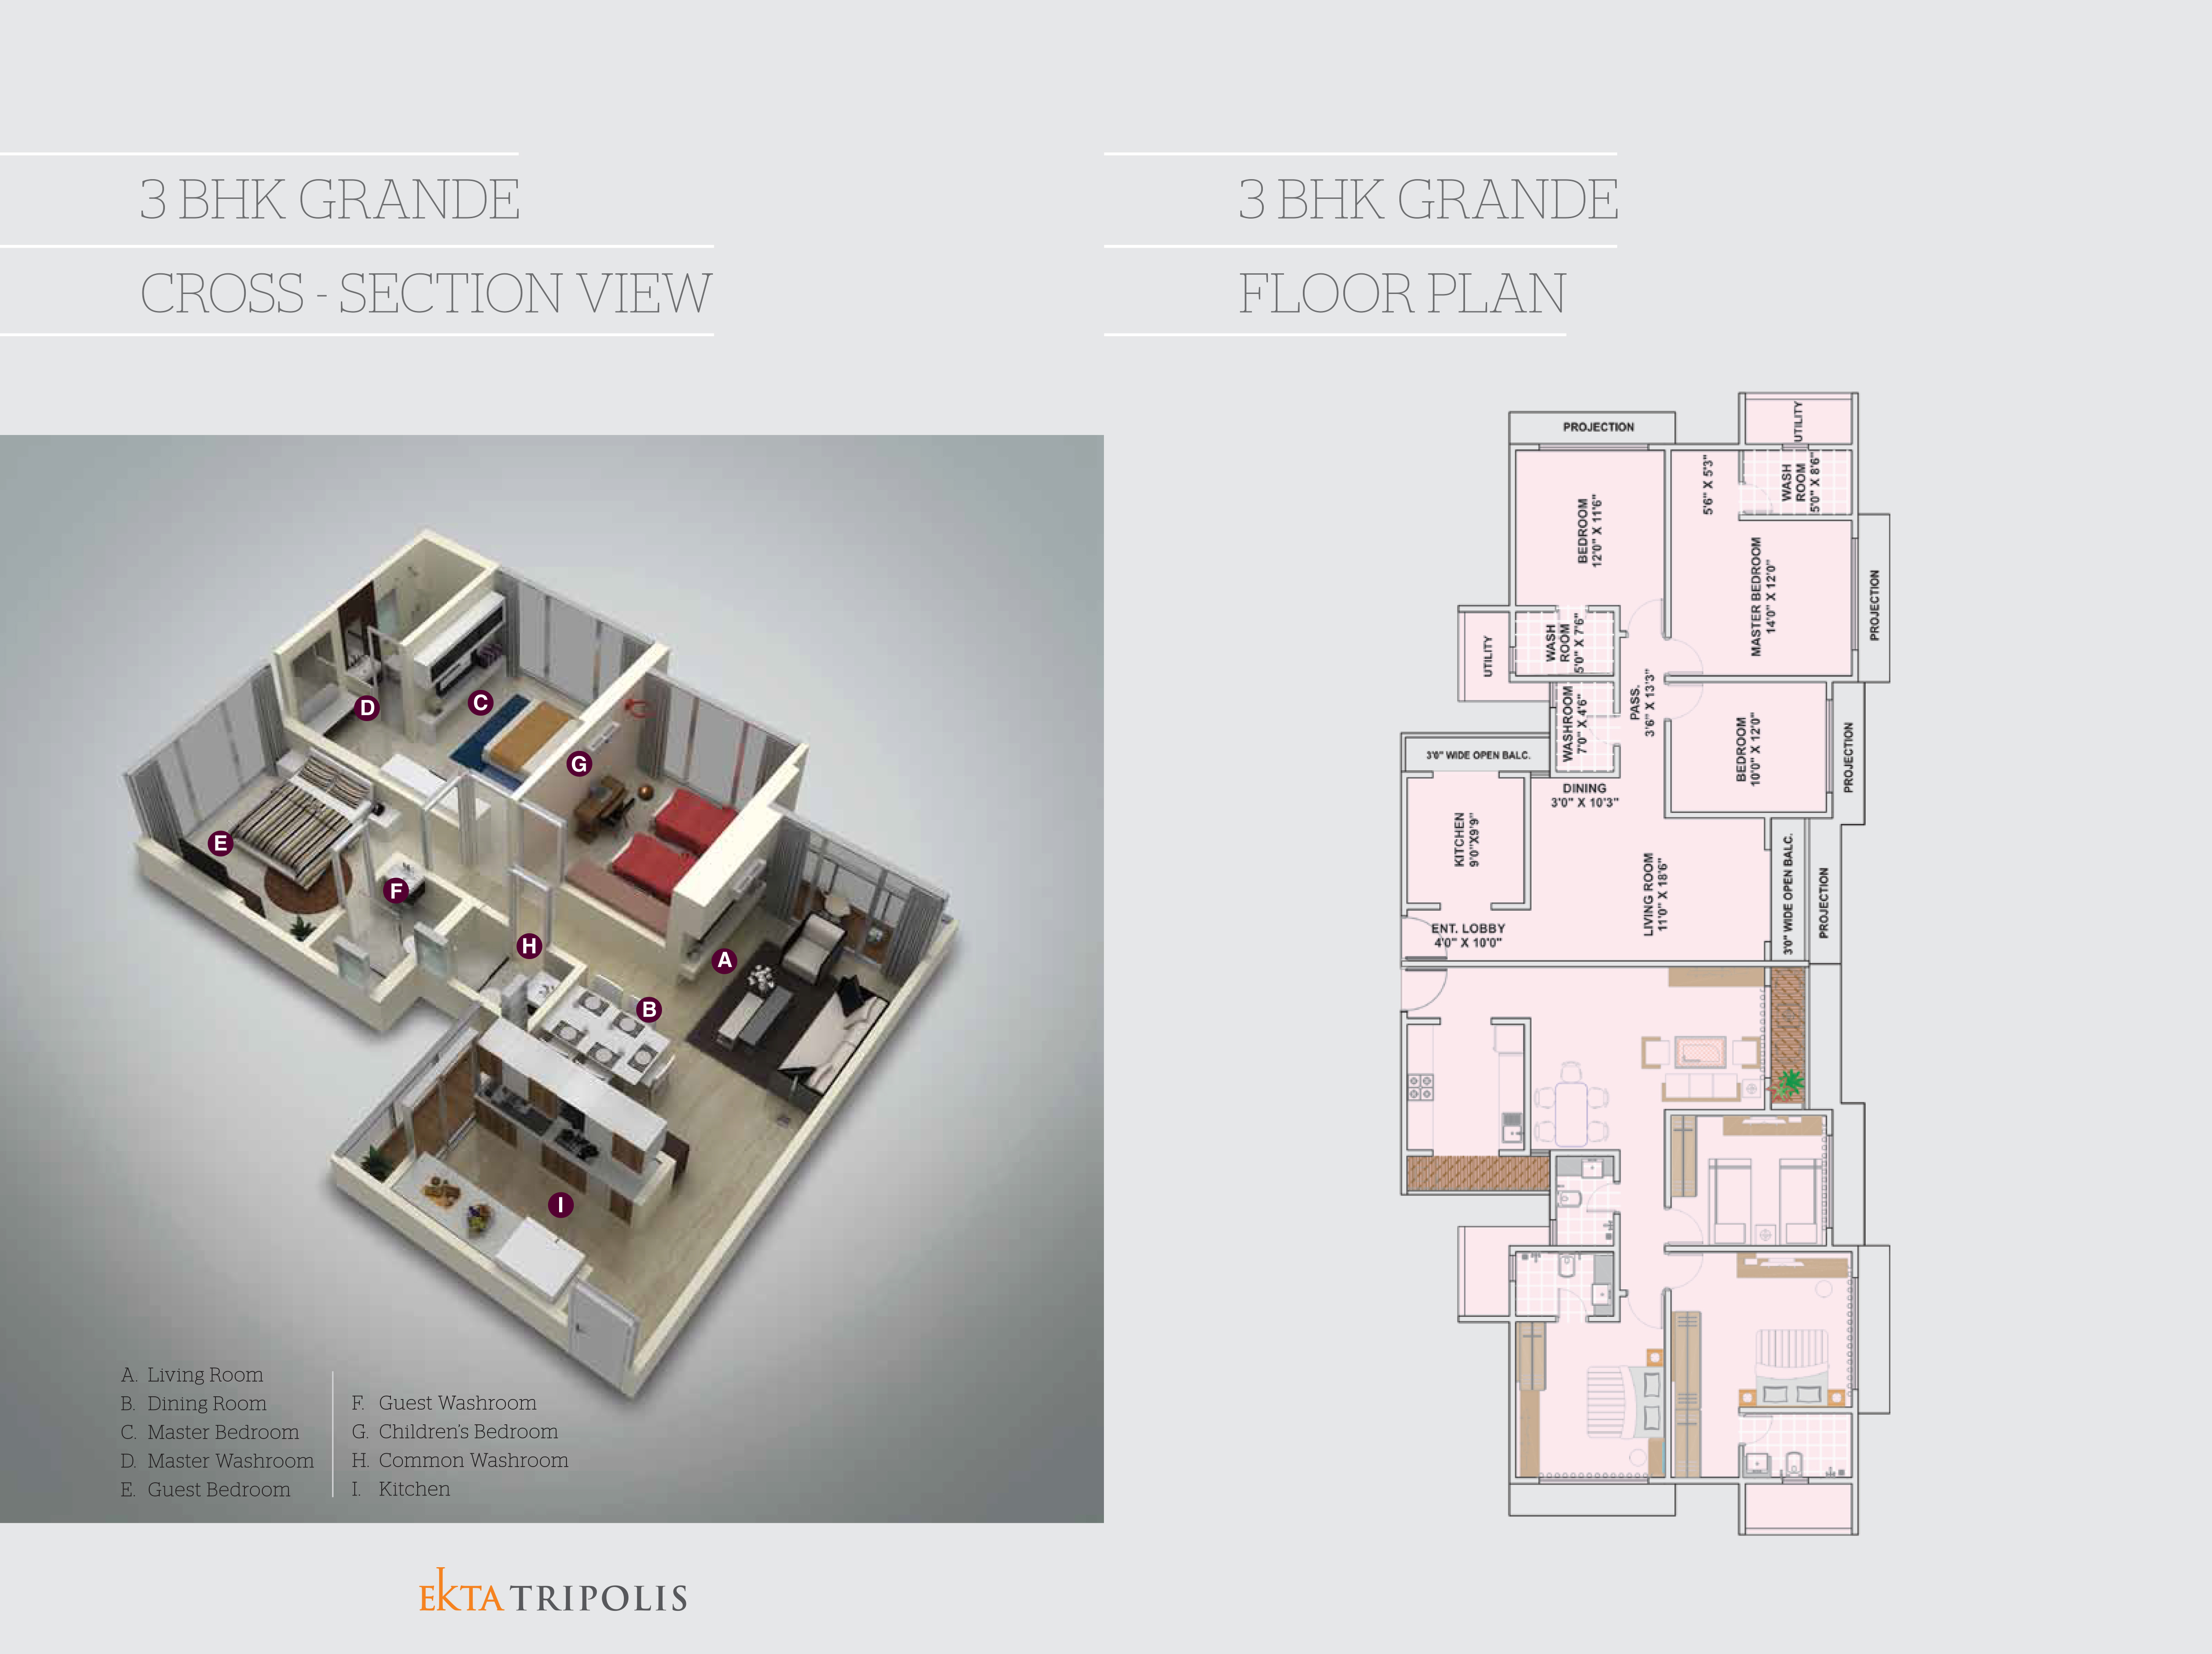 3 BHK GRANDE
CROSS - SECTION VIEW
D
C
G
E
F
H
A
B
I
A. Living Room
B. Dining Room
C. Master Bedroom
D. Master Washroom
E. Guest Bedroom
F. Guest Washroom
G. Children's Bedroom
H. Common Washroom
I. Kitchen
EKTA TRIPOLIS
3 BHK GRANDE
FLOOR PLAN
PROJECTION
UTILITY
BEDROOM
12'0" X 11'6"
5'6" X 5'3"
WASH
ROOM
5'0" X 8'6"
MASTER BEDROOM
14'0" X 12'0"
PROJECTION
UTILITY
WASH
ROOM
5'0" X 7'6"
WASHROOM
7'0" X 4'6"
PASS.
3'6" X 13'3"
BEDROOM
10'0" X 12'0"
PROJECTION
3'0" WIDE OPEN BALC.
DINING
3'0" X 10'3"
KITCHEN
9'0"X9'9"
LIVING ROOM
11'0" X 18'6"
3'0" WIDE OPEN BALC.
PROJECTION
ENT. LOBBY
4'0" X 10'0"